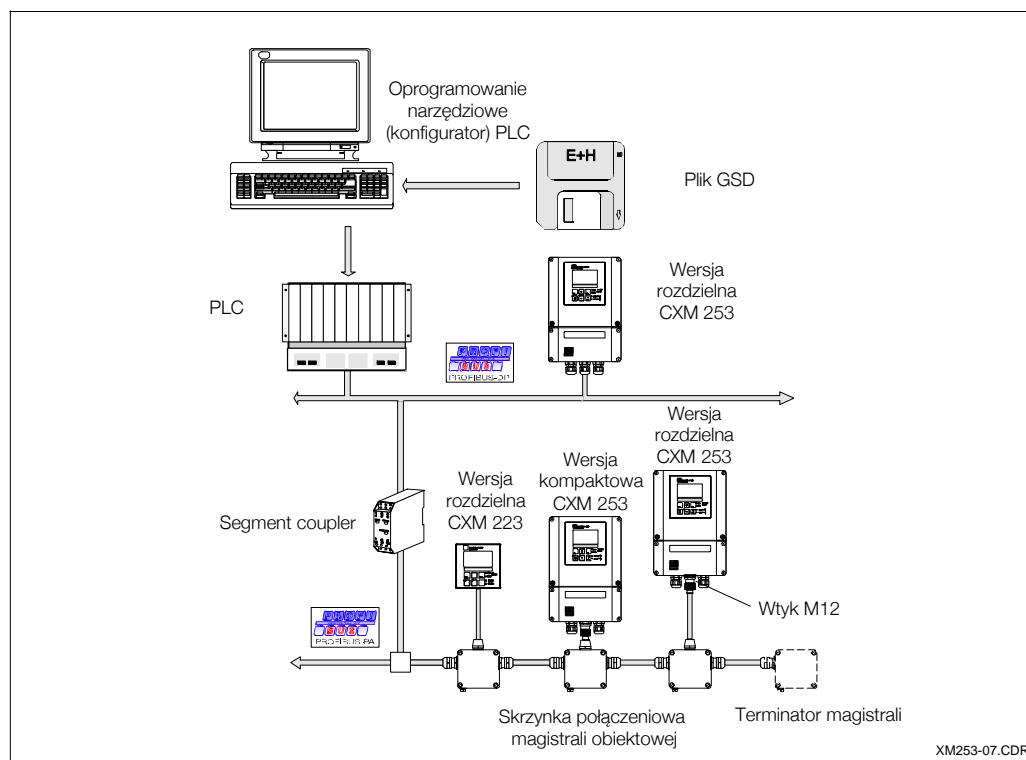 Oprogramowanie
narzędziowe
(konfigurator) PLC
E+H
Plik GSD
PLC
Wersja
rozdzielna
CXM 253
PROFIBUS-DP
Wersja
rozdzielna
CXM 253
Wersja
kompaktowa
CXM 253
Wersja
rozdzielna
CXM 223
Segment coupler
Wtyk M12
PROFIBUS-PA
Skrzynka połączeniowa
magistrali obiektowej
Terminator magistrali
XM253-07.CDR